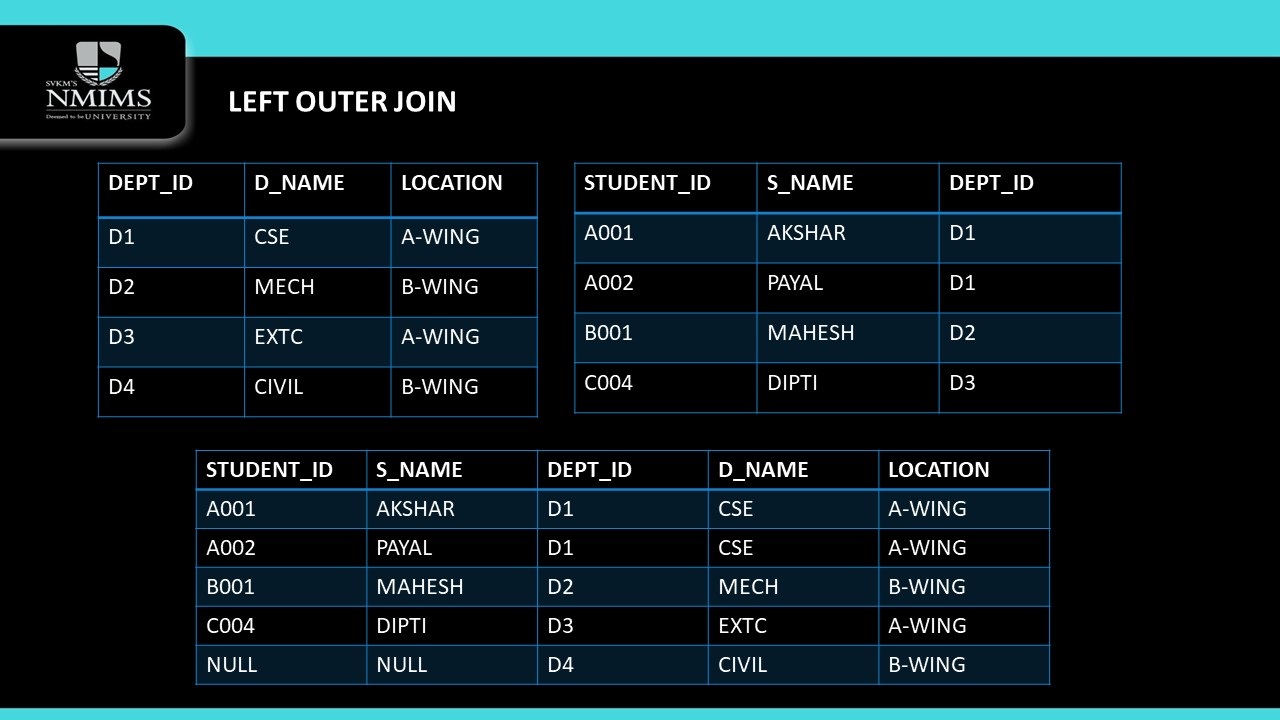 SVKM'S
NMIMS
Deemed to be UNIVERSITY
LEFT OUTER JOIN
DEPT_ID D_NAME LOCATION
D1 CSE A-WING
D2 MECH B-WING
D3 EXTC A-WING
D4 CIVIL B-WING
STUDENT_ID S_NAME DEPT_ID
A001 AKSHAR D1
A002 PAYAL D1
B001 MAHESH D2
C004 DIPTI D3
STUDENT_ID S_NAME DEPT_ID D_NAME LOCATION
A001 AKSHAR D1 CSE A-WING
A002 PAYAL D1 CSE A-WING
B001 MAHESH D2 MECH B-WING
C004 DIPTI D3 EXTC A-WING
NULL NULL D4 CIVIL B-WING